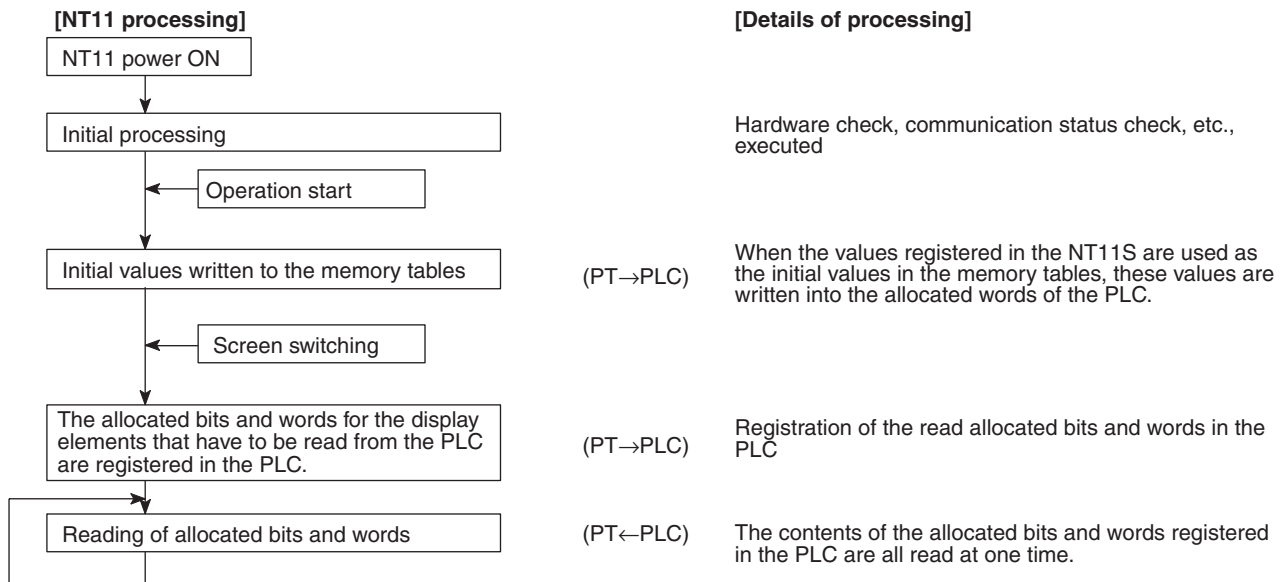 [NT11 processing]
[Details of processing]
NT11 power ON
Initial processing
Hardware check, communication status check, etc.,
executed
Operation start
Initial values written to the memory tables
(PT→PLC)
When the values registered in the NT11S are used as
the initial values in the memory tables, these values are
written into the allocated words of the PLC.
Screen switching
The allocated bits and words for the display
elements that have to be read from the PLC
are registered in the PLC.
(PT→PLC)
Registration of the read allocated bits and words in the
PLC
Reading of allocated bits and words
(PT←PLC)
The contents of the allocated bits and words registered
in the PLC are all read at one time.